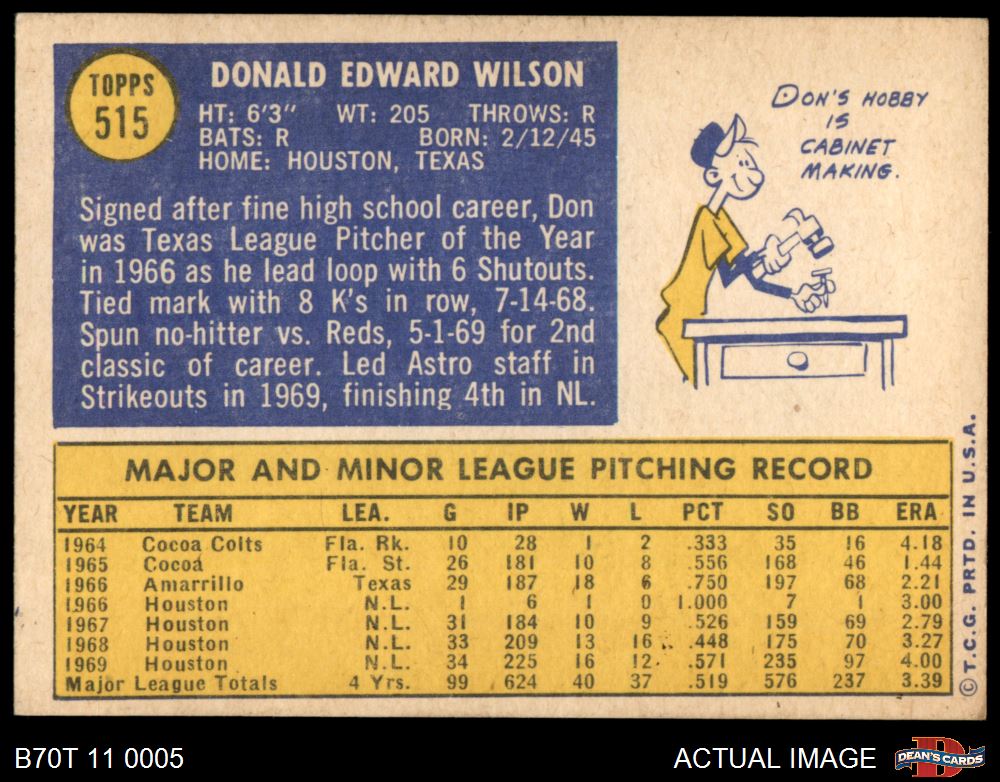 TOPPS
515
DONALD EDWARD WILSON
HT: 6'3" WT: 205 THROWS: R
BATS: R BORN: 2/12/45
HOME: HOUSTON, TEXAS
Signed after fine high school career, Don
was Texas League Pitcher of the Year
in 1966 as he lead loop with 6 Shutouts.
Tied mark with 8 K's in row, 7-14-68.
Spun no-hitter vs. Reds, 5-1-69 for 2nd
classic of career. Led Astro staff in
Strikeouts in 1969, finishing 4th in NL.
DON'S HOBBY
IS
CABINET
MAKING.
MAJOR AND MINOR LEAGUE PITCHING RECORD
YEAR TEAM LEA. G IP W L PCT SO BB ERA
1964 Cocoa Colts Fla. Rk. 10 28 1 2 .333 35 16 4.18
1965 Cocoa Fla. St. 26 181 10 8 .556 168 46 1.44
1966 Amarrillo Texas 29 187 18 6 .750 197 68 2.21
1966 Houston N.L. 1 6 1 0 1.000 7 1 3.00
1967 Houston N.L. 31 184 10 9 .526 159 69 2.79
1968 Houston N.L. 33 209 13 16 .448 175 70 3.27
1969 Houston N.L. 34 225 16 12 .571 235 97 4.00
Major League Totals 4 Yrs. 99 624 40 37 .519 576 237 3.39
© T.C.G. PRTD. IN U.S.A.
B70T 11 0005
ACTUAL IMAGE
D
DEAN'S CARDS